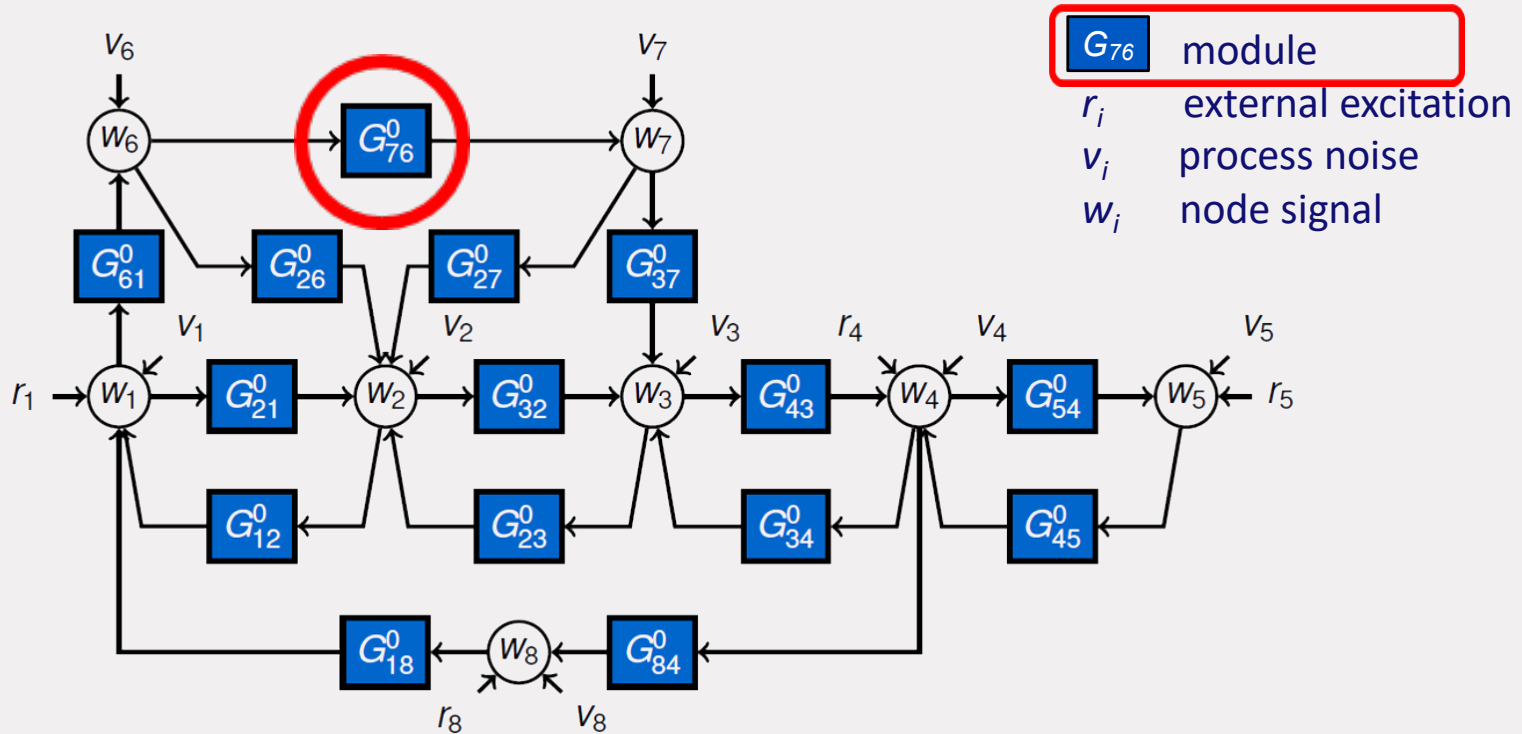 v₆ v₇
G₇₆ module
rᵢ external excitation
vᵢ process noise
wᵢ node signal
w₆ G⁰₇₆ w₇
G⁰₆₁ G⁰₂₆ G⁰₂₇ G⁰₃₇
v₁ v₂ v₃ r₄ v₄ v₅
r₁ w₁ G⁰₂₁ w₂ G⁰₃₂ w₃ G⁰₄₃ w₄ G⁰₅₄ w₅ r₅
G⁰₁₂ G⁰₂₃ G⁰₃₄ G⁰₄₅
G⁰₁₈ w₈ G⁰₈₄
r₈ v₈